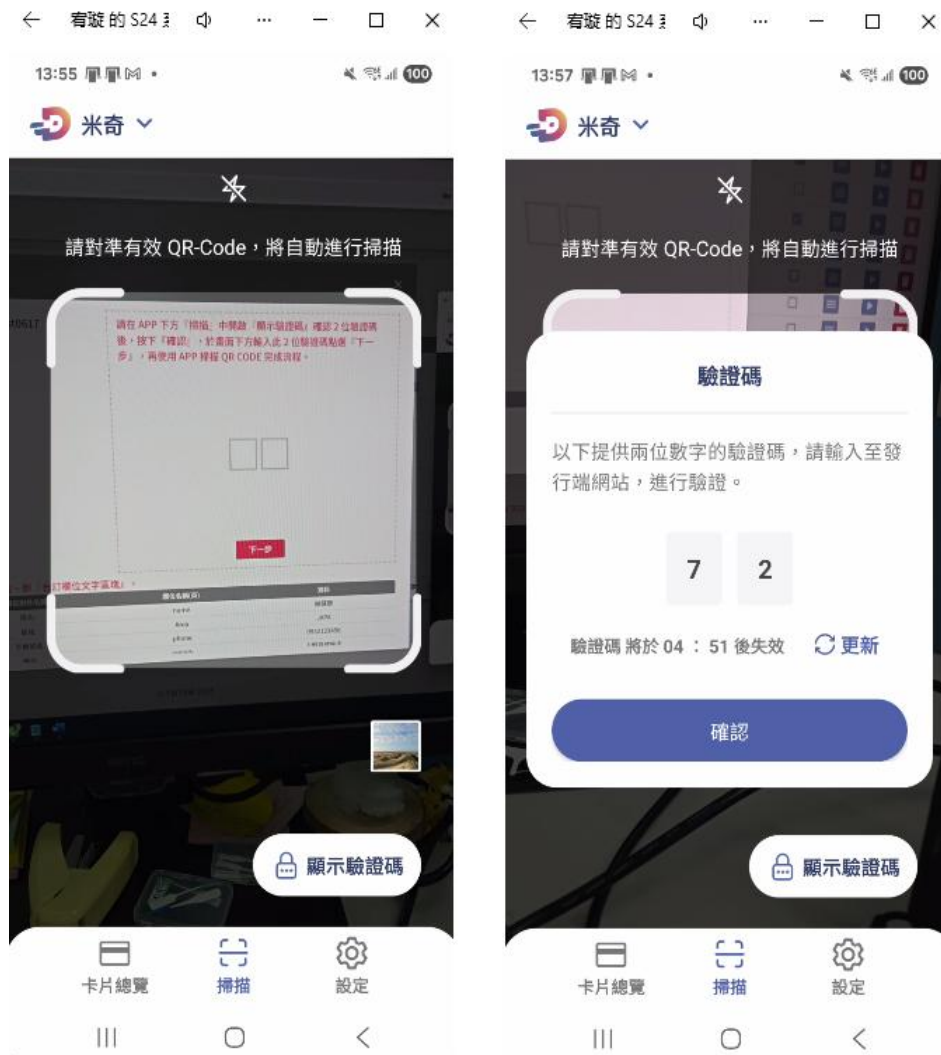 宥璇 的 S24
13:55
100
米奇
請對準有效 QR-Code，將自動進行掃描
請在 APP 下方「掃描」中開啟「顯示驗證碼」確認 2 位驗證碼
後，按下「確認」，於畫面下方輸入此 2 位驗證碼點選「下一
步」，再使用 APP 掃描 QR CODE 完成流程。
下一步
顯示驗證碼
卡片總覽
掃描
設定
宥璇 的 S24
13:57
100
米奇
請對準有效 QR-Code，將自動進行掃描
驗證碼
以下提供兩位數字的驗證碼，請輸入至發
行端網站，進行驗證。
7 2
驗證碼 將於 04 : 51 後失效 更新
確認
顯示驗證碼
卡片總覽
掃描
設定